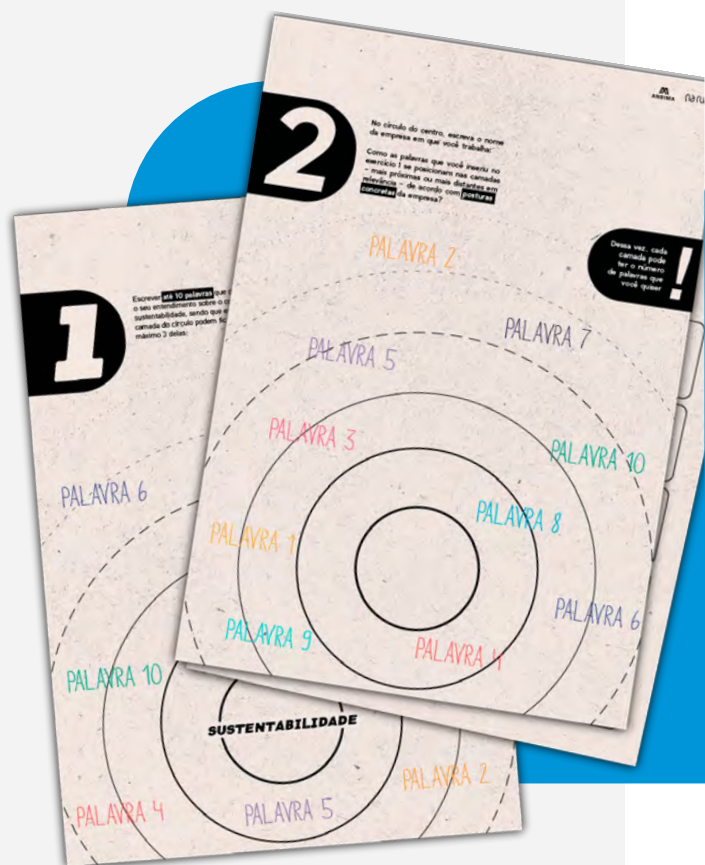 2
ANIMA
No círculo do centro, escreva o nome
da empresa em que você trabalha:
Como as palavras que você inseriu no
exercício 1 se posicionam nas camadas
- mais próximas ou mais distantes em
relevância - de acordo com posturas
concretas da empresa?
Dessa vez, cada
camada pode
ter o número
de palavras que
você quiser
!
PALAVRA 2
PALAVRA 7
PALAVRA 5
PALAVRA 3
PALAVRA 10
PALAVRA 8
PALAVRA 1
PALAVRA 6
PALAVRA 9
PALAVRA 4
1
Escrever até 10 palavras que
o seu entendimento sobre o
sustentabilidade, sendo que
camada do círculo podem
máximo 3 delas:
PALAVRA 6
PALAVRA 10
SUSTENTABILIDADE
PALAVRA 2
PALAVRA 4
PALAVRA 5